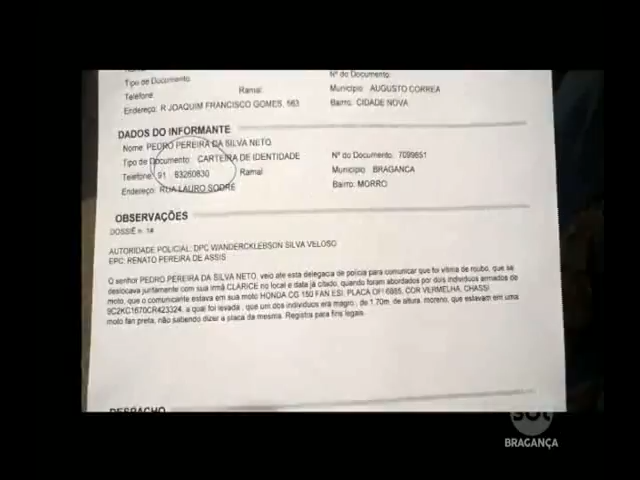 Tipo de Documento: Nº do Documento:
Telefone: Ramal: Município AUGUSTO CORREA
Endereço: R JOAQUIM FRANCISCO GOMES, 563 Bairro: CIDADE NOVA
DADOS DO INFORMANTE
Nome: PEDRO PEREIRA DA SILVA NETO
Tipo de Documento: CARTEIRA DE IDENTIDADE Nº do Documento: 7099851
Telefone: 91 83260830 Ramal Município BRAGANCA
Endereço: RUA LAURO SODRÉ Bairro: MORRO
OBSERVAÇÕES
DOSSIÊ n. 1#
AUTORIDADE POLICIAL: DPC WANDERCKLEBSON SILVA VELOSO
EPC: RENATO PEREIRA DE ASSIS
O senhor PEDRO PEREIRA DA SILVA NETO, veio ate esta delegacia de polícia para comunicar que foi vítima de roubo, que se
deslocava juntamente com sua irmã CLARICE no local e data já citado, quando foram abordados por dois individuos armados de
moto, que o comunicante estava em sua moto HONDA CG 150 FAN ESI, PLACA OFI 6985, COR VERMELHA, CHASSI
9C2KC1670CR423324, a qual foi levada, que um dos individuos era magro, de 1.70m de altura, moreno, que estavam em uma
moto fan preta, não sabendo dizer a placa da mesma. Registra para fins legais.
DESPACHO
sbt
BRAGANÇA